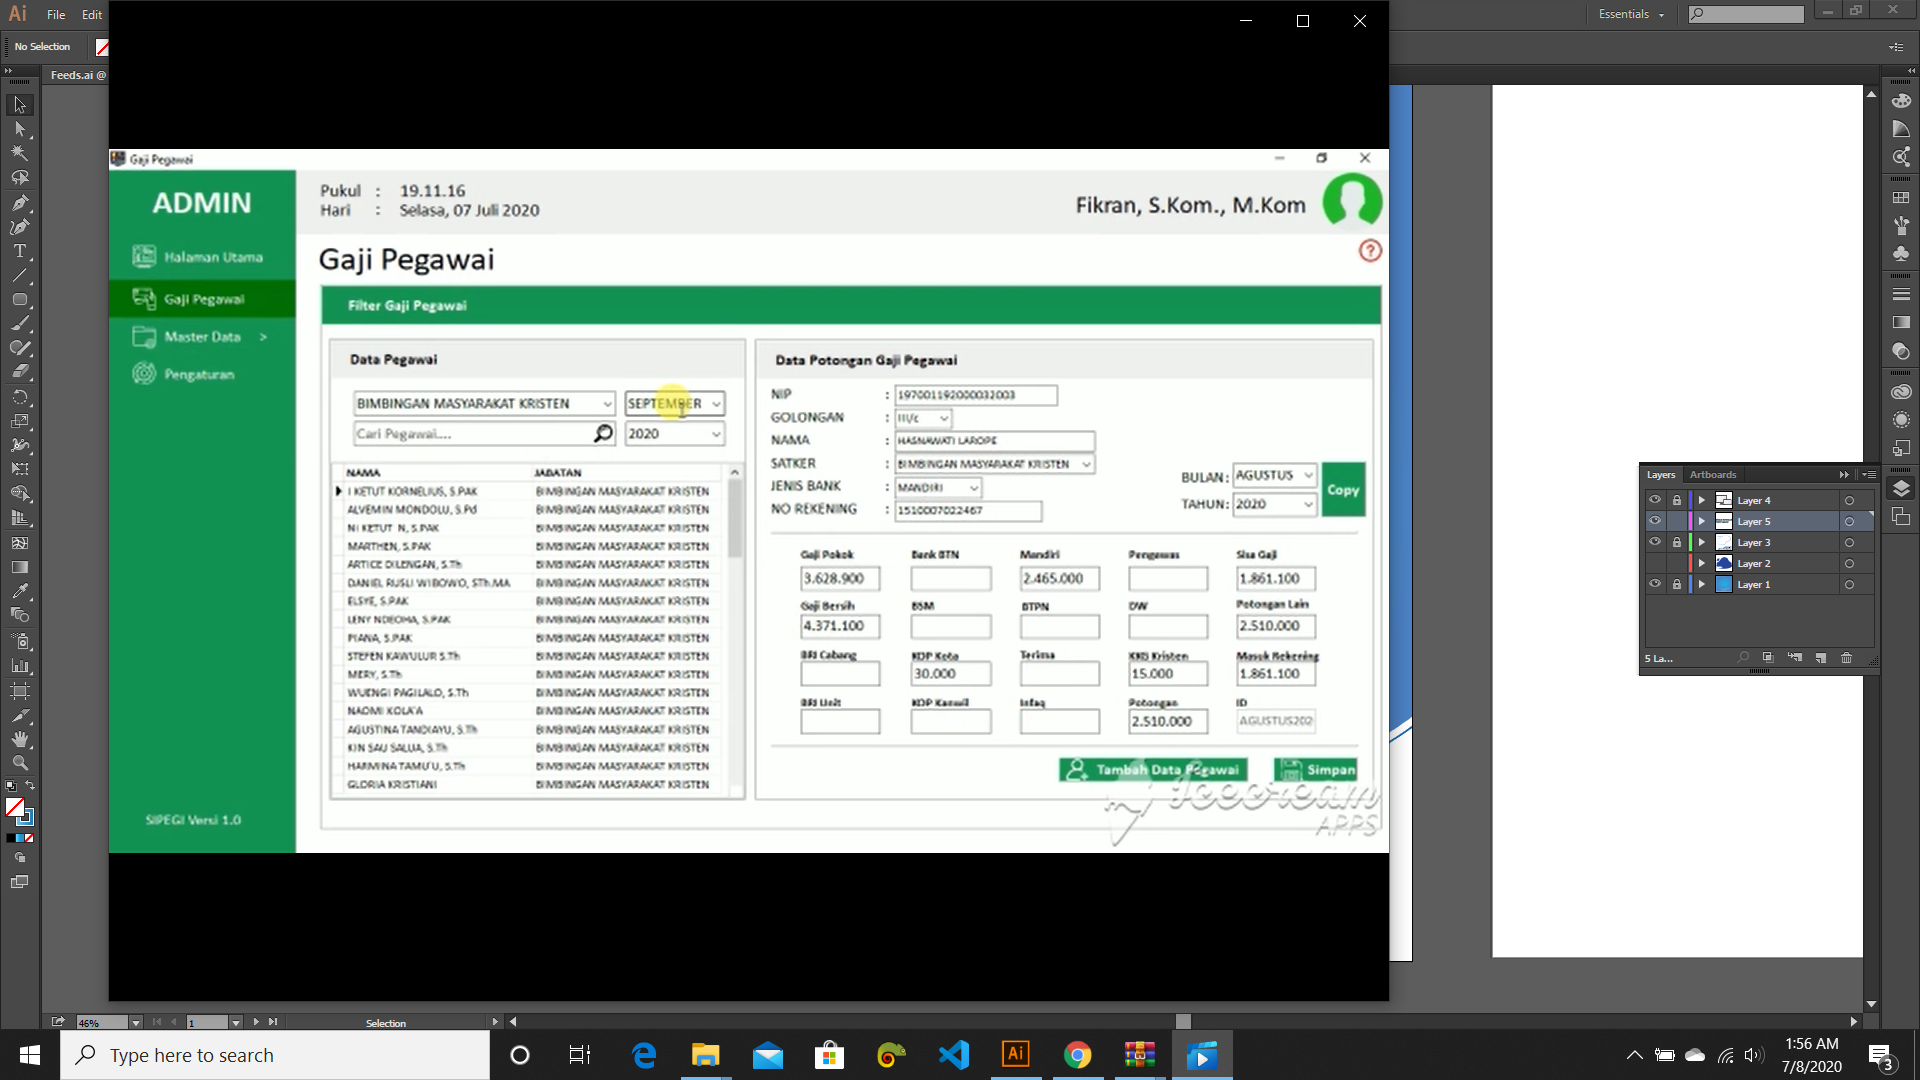 Ai File Edit
Essentials
No Selection
Feeds.ai @
Gaji Pegawai
ADMIN
Pukul : 19.11.16
Hari : Selasa, 07 Juli 2020
Fikran, S.Kom., M.Kom
Halaman Utama
Gaji Pegawai
Master Data >
Pengaturan
SIPEGI Versi 1.0
Gaji Pegawai
?
Filter Gaji Pegawai
Data Pegawai
BIMBINGAN MASYARAKAT KRISTEN SEPTEMBER
Cari Pegawai.... 2020
NAMA JABATAN
I KETUT KORNELIUS, S.PAK BIMBINGAN MASYARAKAT KRISTEN
ALVEMIN MONDOLU, S.Pd BIMBINGAN MASYARAKAT KRISTEN
NI KETUT N, S.PAK BIMBINGAN MASYARAKAT KRISTEN
MARTHEN, S.PAK BIMBINGAN MASYARAKAT KRISTEN
ARTICE DILENGAN, S.Th BIMBINGAN MASYARAKAT KRISTEN
DANIEL RUSLI WIBOWO, STh.MA BIMBINGAN MASYARAKAT KRISTEN
ELSYE, S.PAK BIMBINGAN MASYARAKAT KRISTEN
LENY NDEOHA, S.PAK BIMBINGAN MASYARAKAT KRISTEN
PIANA, S.PAK BIMBINGAN MASYARAKAT KRISTEN
STEFEN KAWULUR S.Th BIMBINGAN MASYARAKAT KRISTEN
MERY, S.Th BIMBINGAN MASYARAKAT KRISTEN
WUENGI PAGILALO, S.Th BIMBINGAN MASYARAKAT KRISTEN
NAOMI KOLA'A BIMBINGAN MASYARAKAT KRISTEN
AGUSTINA TANDIAYU, S.Th BIMBINGAN MASYARAKAT KRISTEN
KIN SAU SALUA, S.Th BIMBINGAN MASYARAKAT KRISTEN
HARMINA TAMU'U, S.Th BIMBINGAN MASYARAKAT KRISTEN
GLORIA KRISTIANI BIMBINGAN MASYARAKAT KRISTEN
Data Potongan Gaji Pegawai
NIP : 197001192000032003
GOLONGAN : III/c
NAMA : HASNAWATI LAROPE
SATKER : BIMBINGAN MASYARAKAT KRISTEN
JENIS BANK : MANDIRI
NO REKENING : 1510007022467
BULAN : AGUSTUS
TAHUN : 2020
Copy
Gaji Pokok Bank BTN Mandiri Pengawas Sisa Gaji
3.628.900 2.465.000 1.861.100
Gaji Bersih BSM BTPN DW Potongan Lain
4.371.100 2.510.000
BRI Cabang KOP Kota Terima KKG Kristen Masuk Rekening
30.000 15.000 1.861.100
BRI Unit KOP Kanwil Infaq Potongan ID
2.510.000 AGUSTUS202
Tambah Data Pegawai Simpan
Icecream
APPS
Layers Artboards
Layer 4
Layer 5
Layer 3
Layer 2
Layer 1
5 La...
46% 1 Selection
Type here to search
Ai
1:56 AM
7/8/2020
3